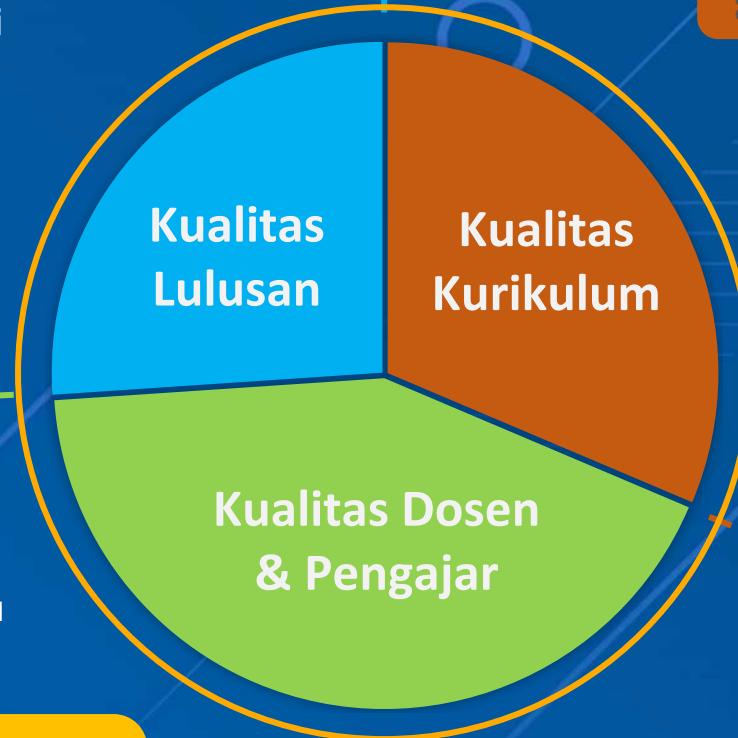 Kualitas
Lulusan
Kualitas
Kurikulum
Kualitas Dosen
& Pengajar